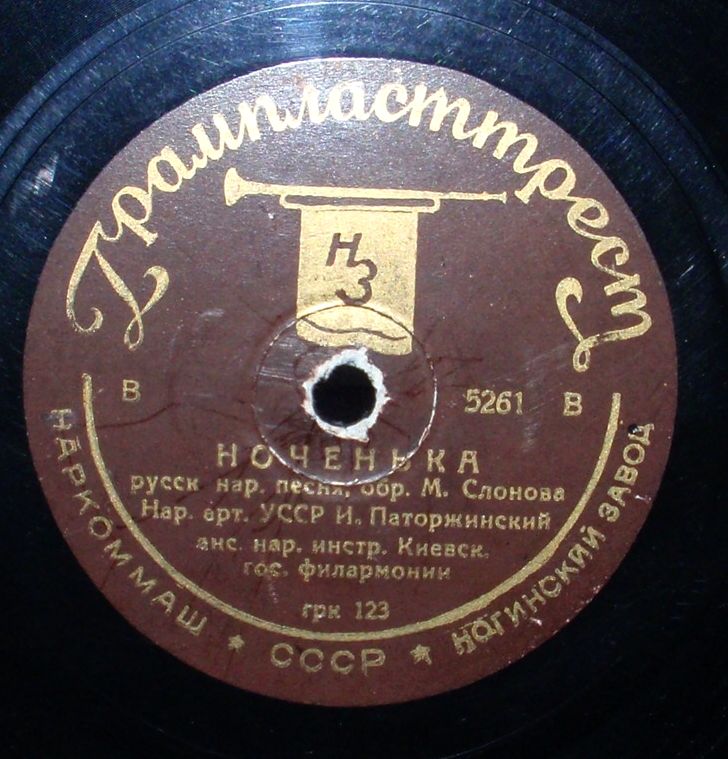 Грампласттрест
НЗ
В 5261 В
НОЧЕНЬКА
русск. нар. песня, обр. М. Слонова
Нар. арт. УССР И. Паторжинский
анс. нар. инстр. Киевск.
гос. филармонии
грк 123
НАРКОММАШ ★ СССР ★ НОГИНСКИЙ ЗАВОД